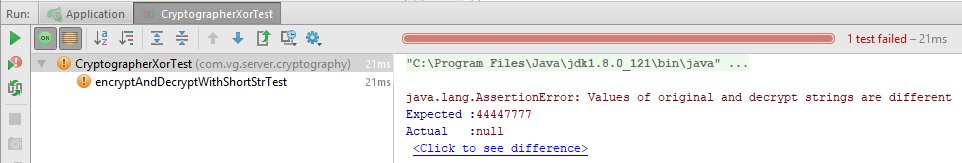 Run: Application CryptographerXorTest
1 test failed – 21ms
CryptographerXorTest (com.vg.server.cryptography) 21ms
encryptAndDecryptWithShortStrTest 21ms
"C:\Program Files\Java\jdk1.8.0_121\bin\java" ...
java.lang.AssertionError: Values of original and decrypt strings are different
Expected :44447777
Actual   :null
<Click to see difference>